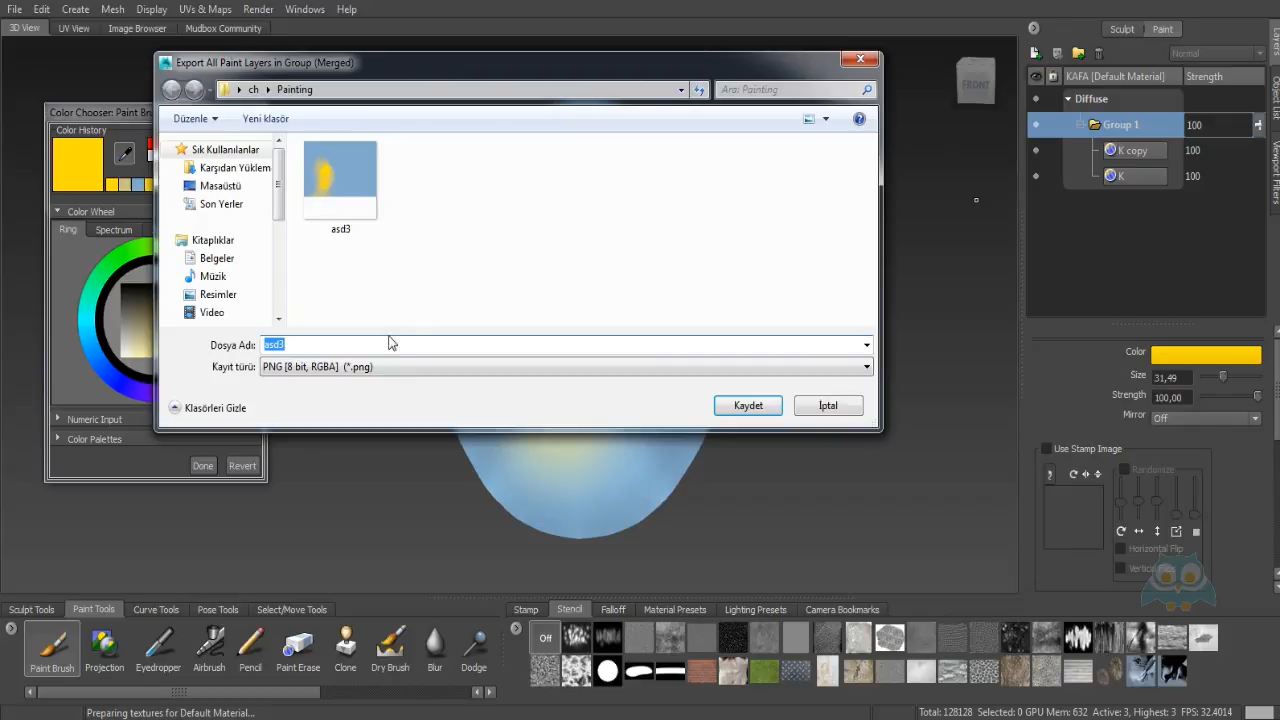 File Edit Create Mesh Display UVs & Maps Render Windows Help
3D View UV View Image Browser Mudbox Community
Export All Paint Layers in Group (Merged)
ch Painting
Ara: Painting
Düzenle Yeni klasör
Sık Kullanılanlar
Karşıdan Yüklem
Masaüstü
Son Yerler
Kitaplıklar
Belgeler
Müzik
Resimler
Video
asd3
Dosya Adı: asd3
Kayıt türü: PNG [8 bit, RGBA] (*.png)
Klasörleri Gizle
Kaydet
İptal
Color Chooser: Paint Br
Color History
Color Wheel
Ring Spectrum
Numeric Input
Color Palettes
Done Revert
FRONT
Sculpt Paint
Normal
KAFA [Default Material] Strength
Diffuse
Group 1 100
K copy 100
K 100
Layers
Object List
Viewport Filters
Color
Size 31,49
Strength 100,00
Mirror Off
Use Stamp Image
Randomize
Horizontal Flip
Vertical Flip
Sculpt Tools Paint Tools Curve Tools Pose Tools Select/Move Tools
Paint Brush Projection Eyedropper Airbrush Pencil Paint Erase Clone Dry Brush Blur Dodge
Stamp Stencil Falloff Material Presets Lighting Presets Camera Bookmarks
Off
Preparing textures for Default Material...
Total: 128128 Selected: 0 GPU Mem: 632 Active: 3, Highest: 3 FPS: 32.4014